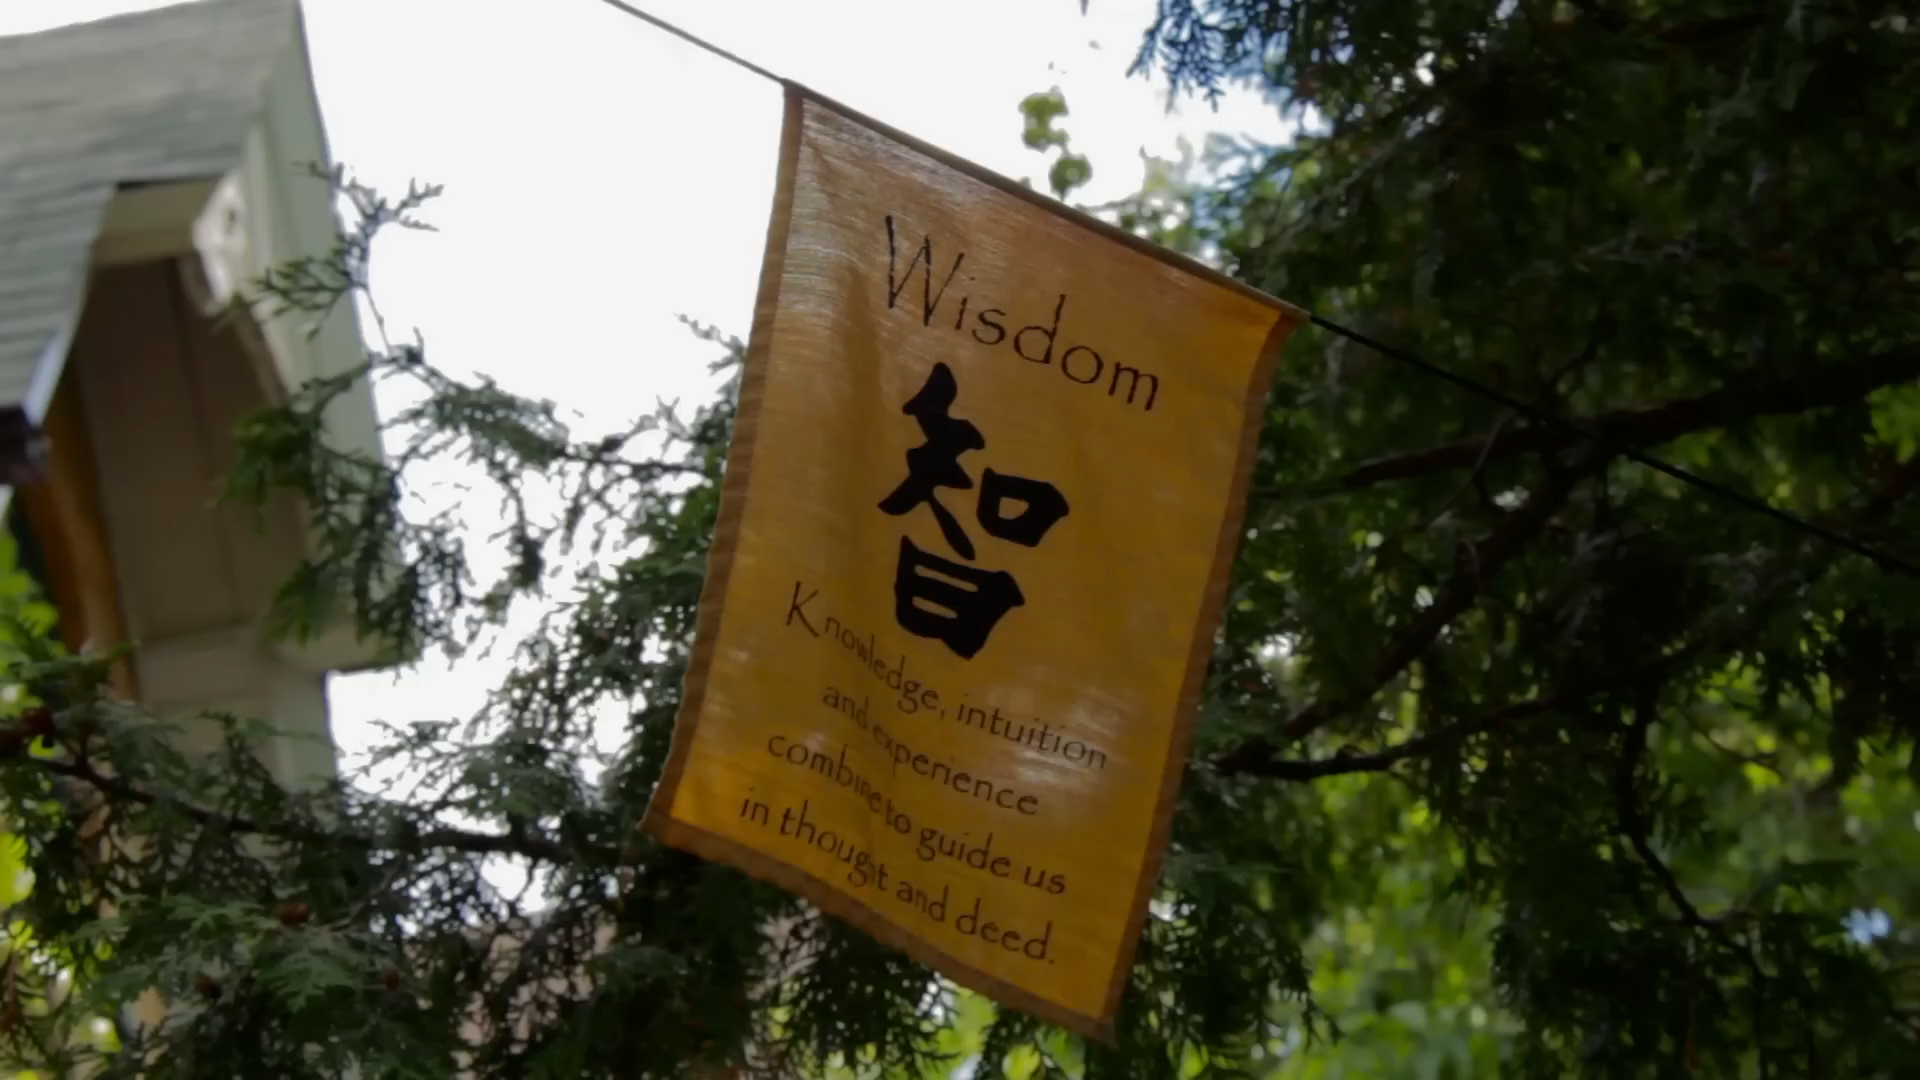 Wisdom
智
Knowledge, intuition
and experience
combine to guide us
in thought and deed.